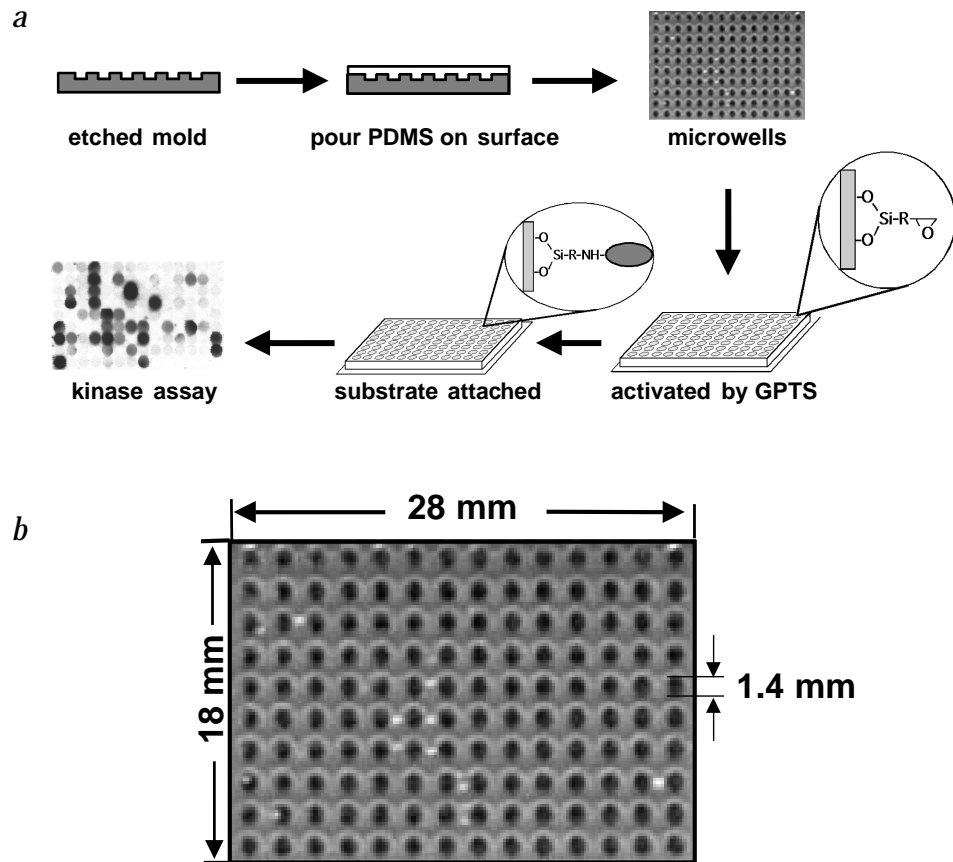 a
etched mold
pour PDMS on surface
microwells
O
Si-R
O
O
O
Si-R-NH
O
kinase assay
substrate attached
activated by GPTS
b
28 mm
18 mm
1.4 mm